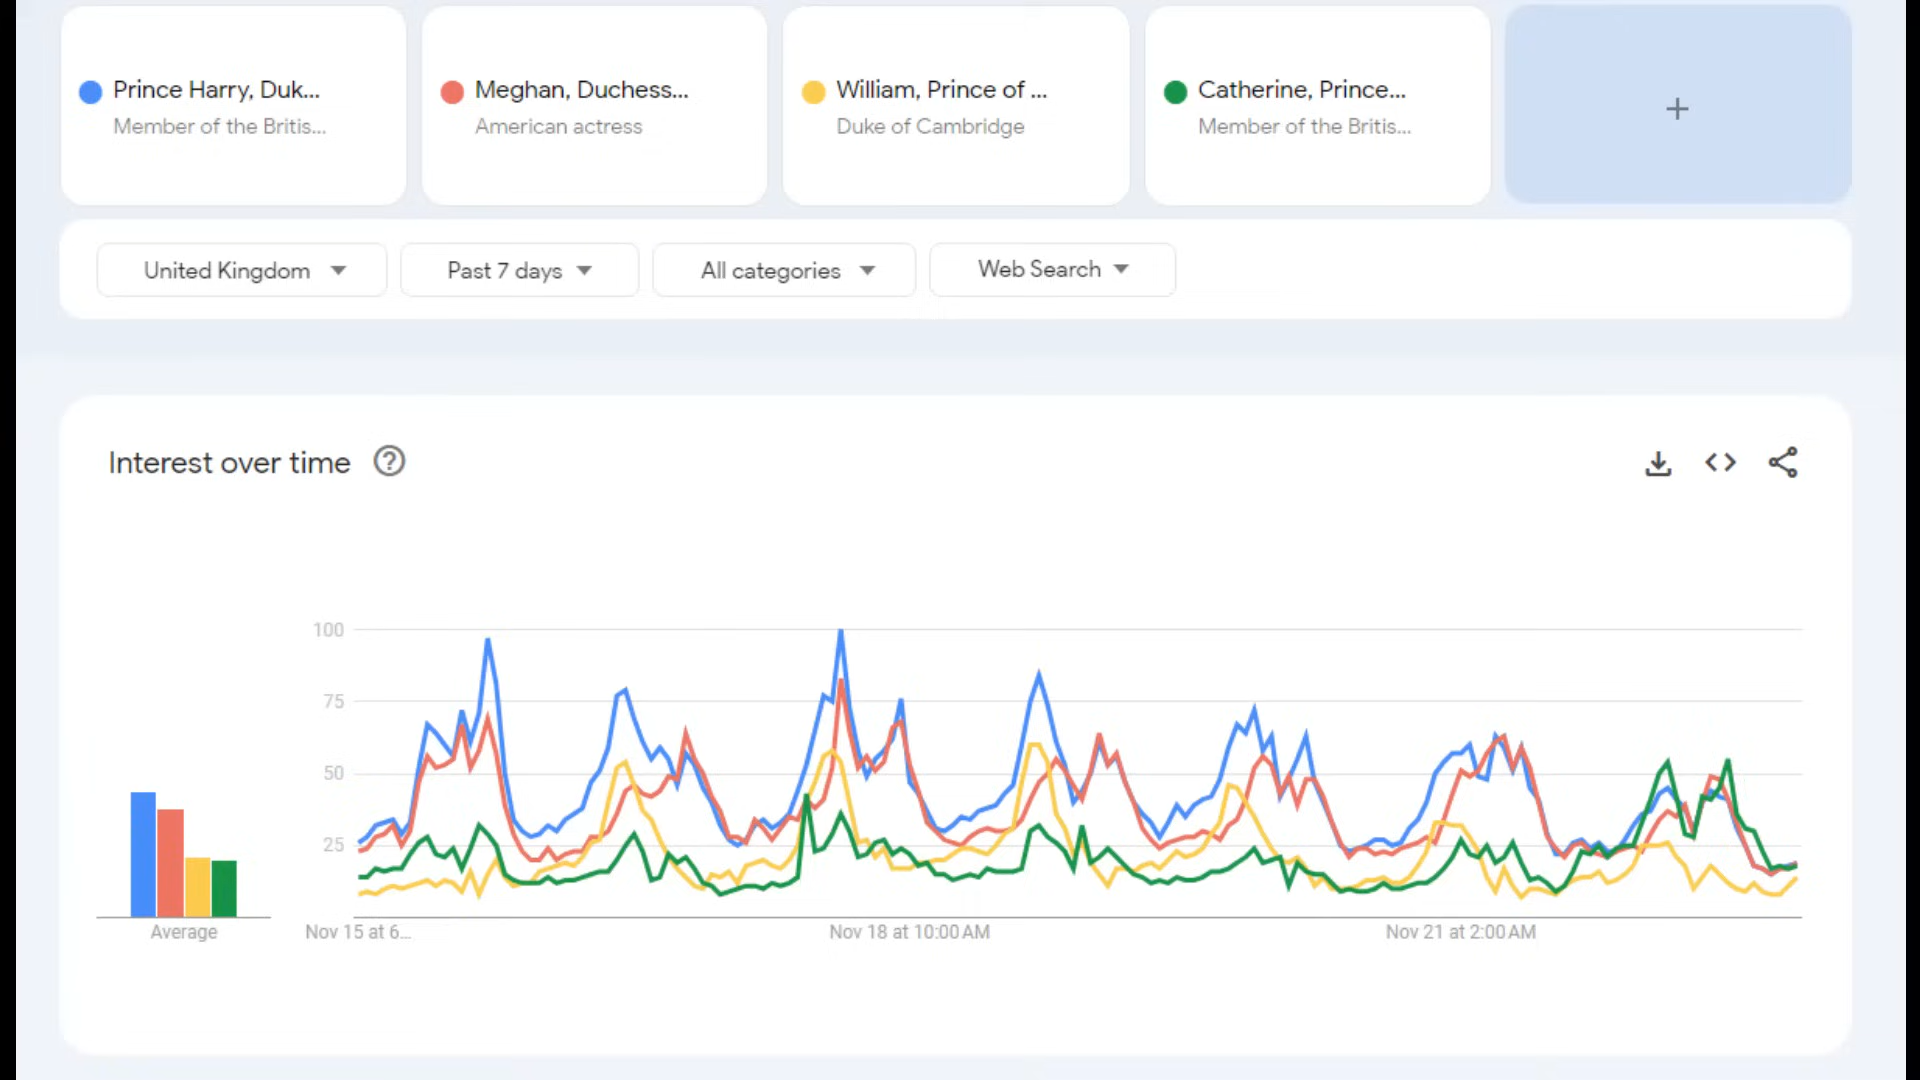 Prince Harry, Duk...
Member of the Britis...
Meghan, Duchess...
American actress
William, Prince of ...
Duke of Cambridge
Catherine, Prince...
Member of the Britis...
+
United Kingdom
Past 7 days
All categories
Web Search
Interest over time
?
100
75
50
25
Average
Nov 15 at 6...
Nov 18 at 10:00 AM
Nov 21 at 2:00 AM